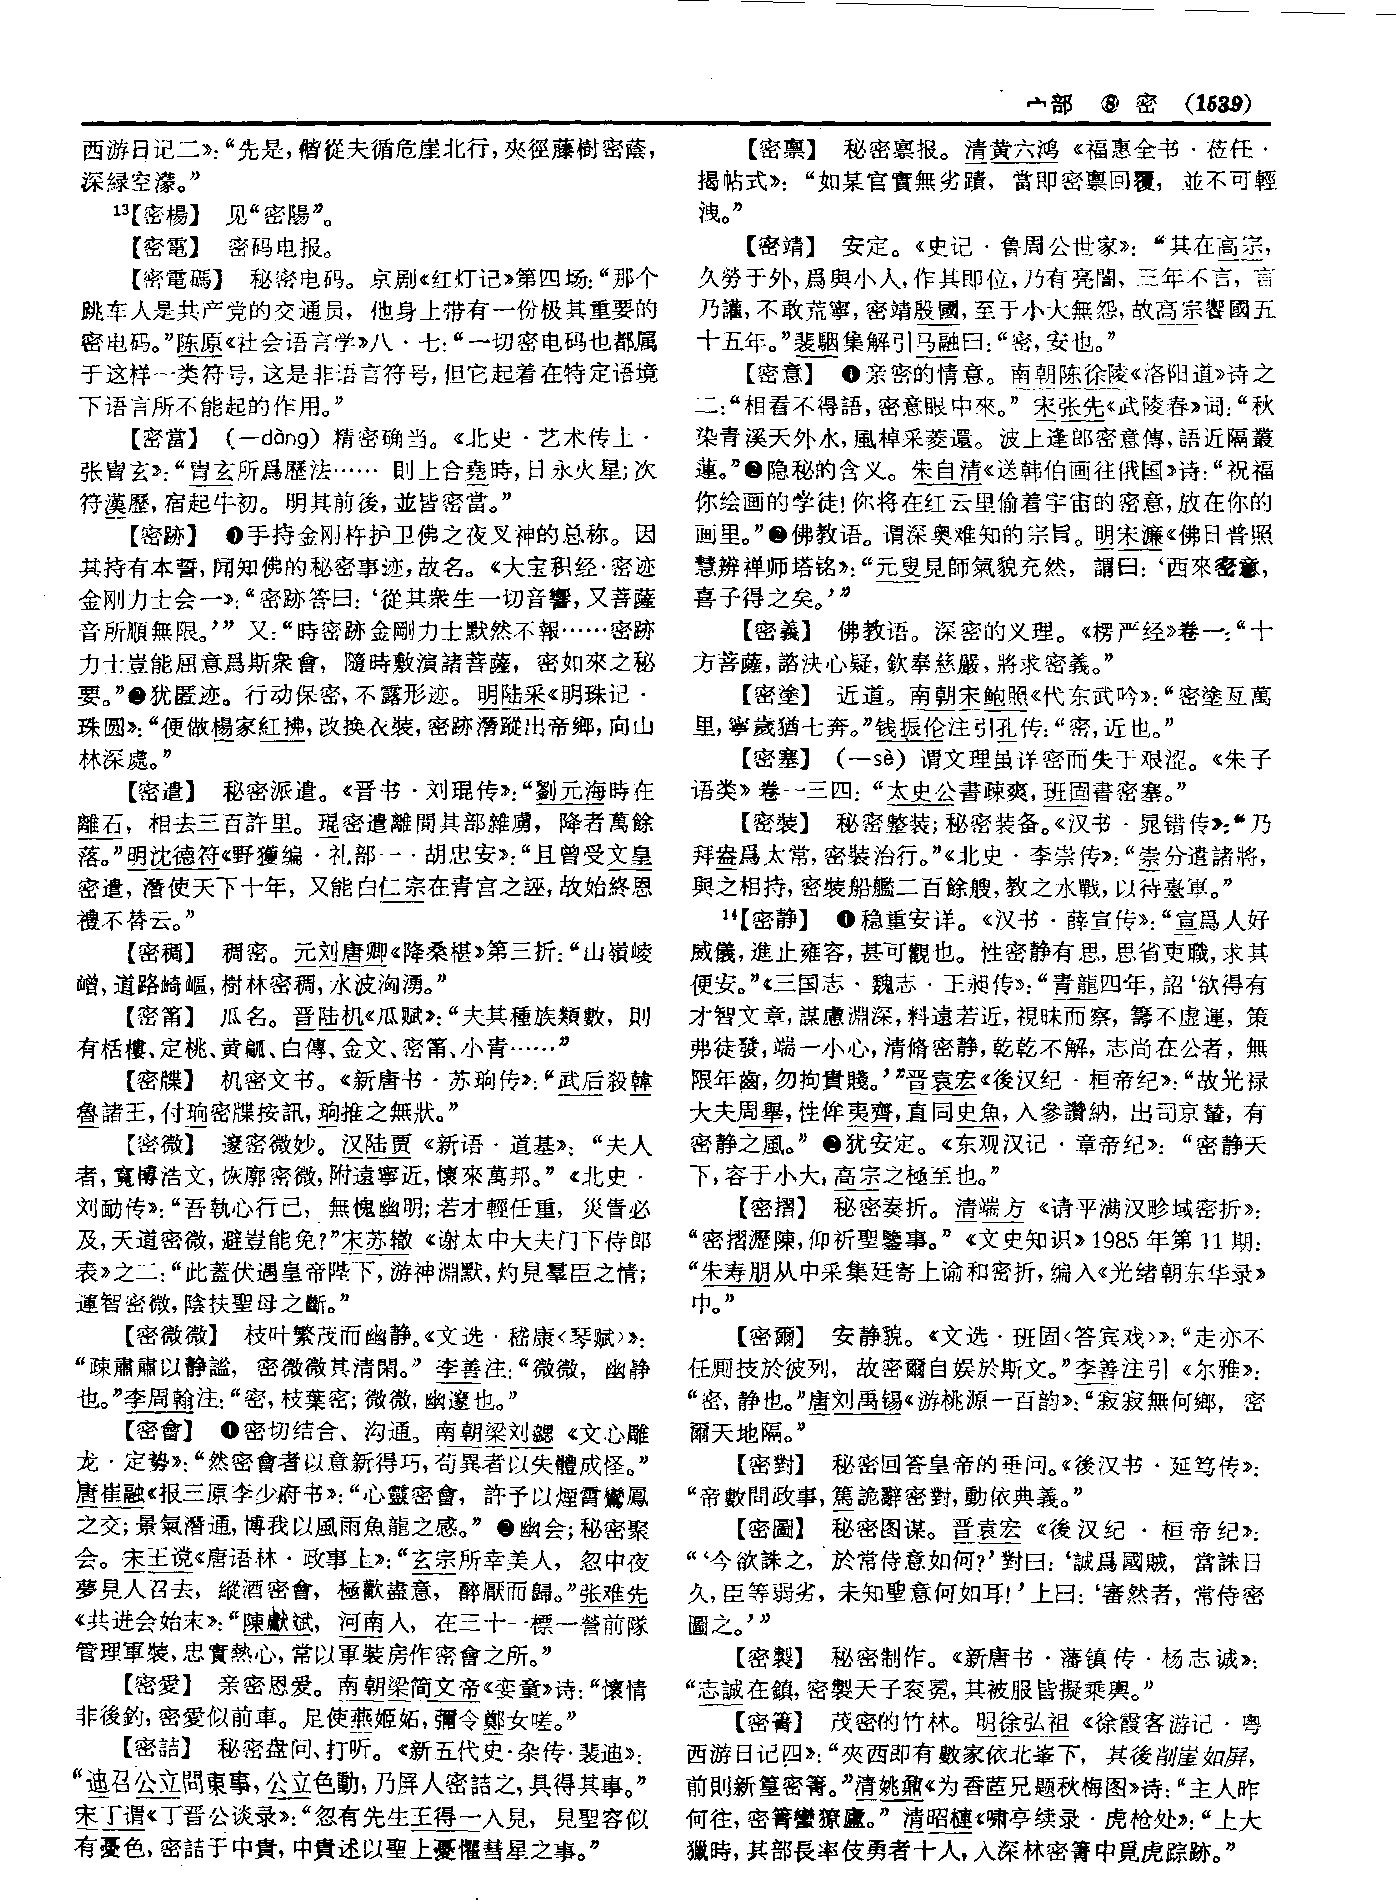 宀部 ⑧ 密 (1539)
西游日记二》：“先是，偕從夫循危崖北行，夾徑藤樹密蔭，
深緑空濛。”
13【密楊】 见“密陽”。
【密電】 密码电报。
【密電碼】 秘密电码。京剧《红灯记》第四场：“那个
跳车人是共产党的交通员，他身上带有一份极其重要的
密电码。”陈原《社会语言学》八·七：“一切密电码也都属
于这样一类符号，这是非语言符号，但它起着在特定语境
下语言所不能起的作用。”
【密當】 (—dàng) 精密确当。《北史·艺术传上·
张胄玄》：“胄玄所爲歷法…… 則上合堯時，日永火星；次
符漢歷，宿起牛初。明其前後，並皆密當。”
【密跡】 ❶手持金刚杵护卫佛之夜叉神的总称。因
其持有本誓，闻知佛的秘密事迹，故名。《大宝积经·密迹
金刚力士会一》：“密跡答曰：‘從其衆生一切音響，又菩薩
音所順無限。’” 又：“時密跡金剛力士默然不報……密跡
力士豈能屈意爲斯衆會，隨時敷演諸菩薩，密如來之秘
要。”❷犹匿迹。行动保密，不露形迹。明陆采《明珠记·
珠圆》：“便做楊家紅拂，改换衣裝，密跡潛蹤出帝鄉，向山
林深處。”
【密遣】 秘密派遣。《晋书·刘琨传》：“劉元海時在
離石，相去三百許里。琨密遣離間其部雜虜，降者萬餘
落。”明沈德符《野獲编·礼部一·胡忠安》：“且曾受文皇
密遣，潛使天下十年，又能白仁宗在青宫之誣，故始終恩
禮不替云。”
【密稠】 稠密。元刘唐卿《降桑椹》第三折：“山嶺崚
嶒，道路崎嶇，樹林密稠，水波洶湧。”
【密筩】 瓜名。晋陆机《瓜赋》：“夫其種族類數，則
有栝樓、定桃、黄瓤、白傳、金文、密筩、小青……”
【密牒】 机密文书。《新唐书·苏珦传》：“武后殺韓
魯諸王，付珦密牒按訊，珦推之無狀。”
【密微】 邃密微妙。汉陆贾《新语·道基》：“夫人
者，寬博浩文，恢廓密微，附遠寧近，懷來萬邦。” 《北史·
刘劻传》：“吾執心行己，無愧幽明；若才輕任重，災眚必
及，天道密微，避豈能免？”宋苏辙《谢太中大夫门下侍郎
表》之二：“此蓋伏遇皇帝陛下，游神淵默，灼見羣臣之情；
運智密微，陰扶聖母之斷。”
【密微微】 枝叶繁茂而幽静。《文选·嵇康〈琴赋〉》：
“疎肅肅以静謐，密微微其清閑。” 李善注：“微微，幽静
也。”李周翰注：“密，枝葉密；微微，幽邃也。”
【密會】 ❶密切结合、沟通。南朝梁刘勰《文心雕
龙·定势》：“然密會者以意新得巧，苟異者以失體成怪。”
唐崔融《报三原李少府书》：“心靈密會，許予以煙霄鸞鳳
之交；景氣潛通，博我以風雨魚龍之感。” ❷幽会；秘密聚
会。宋王谠《唐语林·政事上》：“玄宗所幸美人，忽中夜
夢見人召去，縱酒密會，極歡盡意，醉厭而歸。”张难先
《共进会始末》：“陳獻斌，河南人，在三十一標一營前隊
管理軍裝，忠實熱心，常以軍裝房作密會之所。”
【密愛】 亲密恩爱。南朝梁简文帝《娈童》诗：“懷情
非後釣，密愛似前車。足使燕姬妬，彌令鄭女嗟。”
【密詰】 秘密盘问、打听。《新五代史·杂传·裴迪》：
“迪召公立問東事，公立色動，乃屏人密詰之，具得其事。”
宋丁谓《丁晋公谈录》：“忽有先生王得一入見，見聖容似
有憂色，密詰于中貴，中貴述以聖上憂懼彗星之事。”
【密禀】 秘密禀报。清黄六鸿《福惠全书·莅任·
揭帖式》：“如某官實無劣蹟，當即密禀回覆，並不可輕
洩。”
【密靖】 安定。《史记·鲁周公世家》：“其在高宗，
久勞于外，爲與小人，作其即位，乃有亮闇，三年不言，言
乃讙，不敢荒寧，密靖殷國，至于小大無怨，故高宗饗國五
十五年。”裴駰集解引马融曰：“密，安也。”
【密意】 ❶亲密的情意。南朝陈徐陵《洛阳道》诗之
二：“相看不得語，密意眼中來。” 宋张先《武陵春》词：“秋
染青溪天外水，風棹采菱還。波上逢郎密意傳，語近隔叢
蓮。”❷隐秘的含义。朱自清《送韩伯画往俄国》诗：“祝福
你绘画的学徒！你将在红云里偷着宇宙的密意，放在你的
画里。”❸佛教语。谓深奥难知的宗旨。明宋濂《佛日普照
慧辨禅师塔铭》：“元叟見師氣貌充然，謂曰：‘西來密意，
喜子得之矣。’”
【密義】 佛教语。深密的义理。《楞严经》卷一：“十
方菩薩，諮決心疑，欽奉慈嚴，將求密義。”
【密塗】 近道。南朝宋鲍照《代东武吟》：“密塗亙萬
里，寧歲猶七奔。”钱振伦注引孔传：“密，近也。”
【密塞】 (—sè) 谓文理虽详密而失于艰涩。《朱子
语类》卷一三四：“太史公書疎爽，班固書密塞。”
【密裝】 秘密整装；秘密装备。《汉书·晁错传》：“乃
拜盎爲太常，密裝治行。”《北史·李崇传》：“崇分遣諸將，
與之相持，密裝船艦二百餘艘，教之水戰，以待臺軍。”
14【密静】 ❶稳重安详。《汉书·薛宣传》：“宣爲人好
威儀，進止雍容，甚可觀也。性密静有思，思省吏職，求其
便安。”《三国志·魏志·王昶传》：“青龍四年，詔‘欲得有
才智文章，謀慮淵深，料遠若近，視昧而察，籌不虚運，策
弗徒發，端一小心，清脩密静，乾乾不解，志尚在公者，無
限年齒，勿拘貴賤。’”晋袁宏《後汉纪·桓帝纪》：“故光禄
大夫周舉，性侔夷齊，直同史魚，入參讚納，出司京輦，有
密静之風。” ❷犹安定。《东观汉记·章帝纪》：“密静天
下，容于小大，高宗之極至也。”
【密摺】 秘密奏折。清端方《请平满汉畛域密折》：
“密摺瀝陳，仰祈聖鑒事。” 《文史知识》1985年第11期：
“朱寿朋从中采集廷寄上谕和密折，编入《光绪朝东华录》
中。”
【密爾】 安静貌。《文选·班固〈答宾戏〉》：“走亦不
任厠技於彼列，故密爾自娱於斯文。”李善注引《尔雅》：
“密，静也。”唐刘禹锡《游桃源一百韵》：“寂寂無何鄉，密
爾天地隔。”
【密對】 秘密回答皇帝的垂问。《後汉书·延笃传》：
“帝數問政事，篤詭辭密對，動依典義。”
【密圖】 秘密图谋。晋袁宏《後汉纪·桓帝纪》：
“‘今欲誅之，於常侍意如何？’對曰：‘誠爲國賊，當誅日
久，臣等弱劣，未知聖意何如耳！’上曰：‘審然者，常侍密
圖之。’”
【密製】 秘密制作。《新唐书·藩镇传·杨志诚》：
“志誠在鎮，密製天子衮冕，其被服皆擬乘輿。”
【密篝】 茂密的竹林。明徐弘祖《徐霞客游记·粤
西游日记四》：“夾西即有數家依北峯下，其後削崖如屏，
前則新篁密箐。”清姚鼐《为香茝兄题秋梅图》诗：“主人昨
何往，密箐蠻獠廬。” 清昭槤《啸亭续录·虎枪处》：“上大
獵時，其部長率伎勇者十人，入深林密箐中覓虎踪跡。”